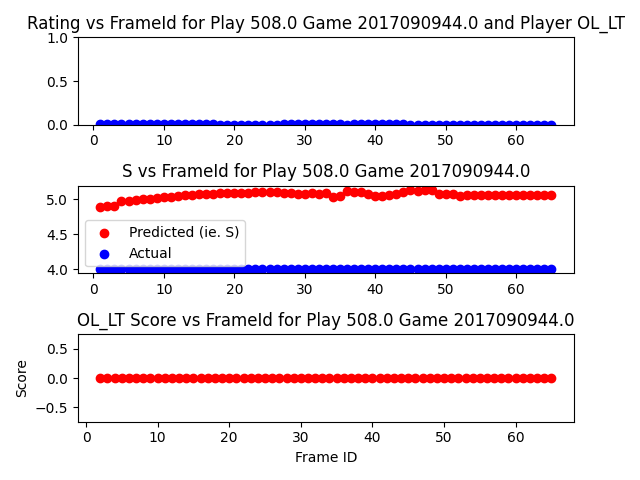 Rating vs FrameId for Play 508.0 Game 2017090944.0 and Player OL_LT
1.0
0.5
0.0
0 10 20 30 40 50 60
S vs FrameId for Play 508.0 Game 2017090944.0
5.0
4.5
4.0
Predicted (ie. S)
Actual
0 10 20 30 40 50 60
OL_LT Score vs FrameId for Play 508.0 Game 2017090944.0
Score
0.5
0.0
−0.5
0 10 20 30 40 50 60
Frame ID